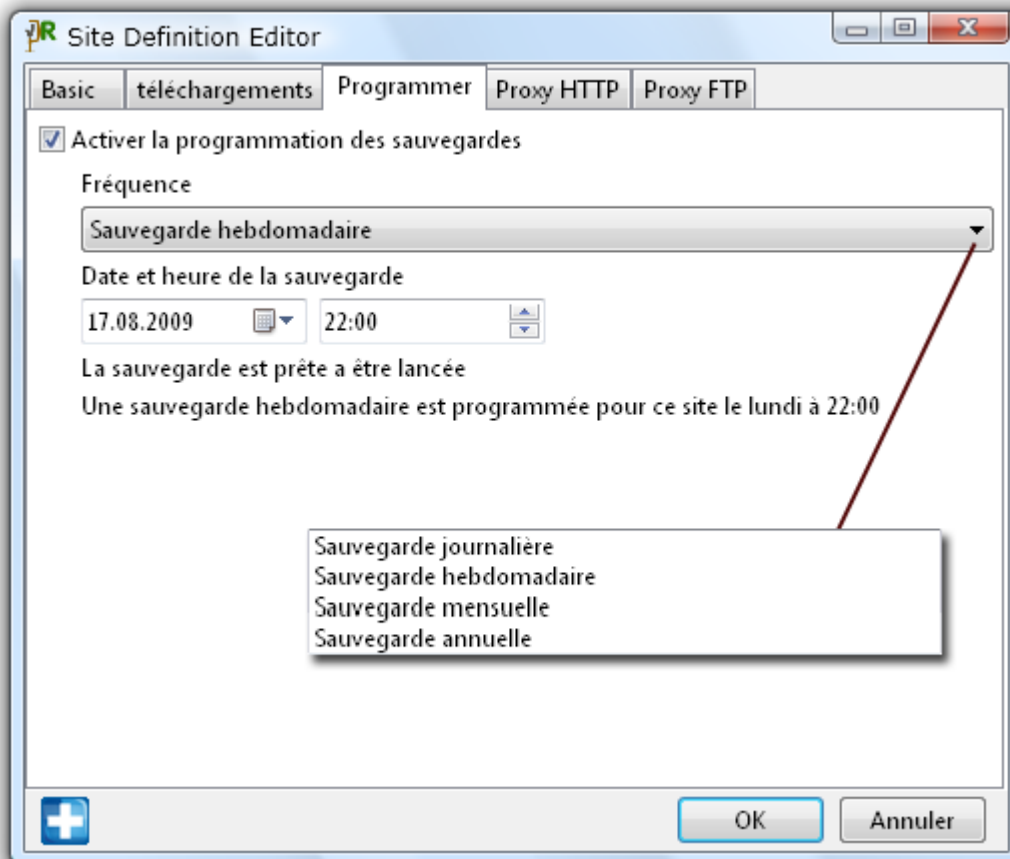 Site Definition Editor
Basic téléchargements Programmer Proxy HTTP Proxy FTP
Activer la programmation des sauvegardes
Fréquence
Sauvegarde hebdomadaire
Date et heure de la sauvegarde
17.08.2009 22:00
La sauvegarde est prête a être lancée
Une sauvegarde hebdomadaire est programmée pour ce site le lundi à 22:00
Sauvegarde journalière
Sauvegarde hebdomadaire
Sauvegarde mensuelle
Sauvegarde annuelle
OK Annuler